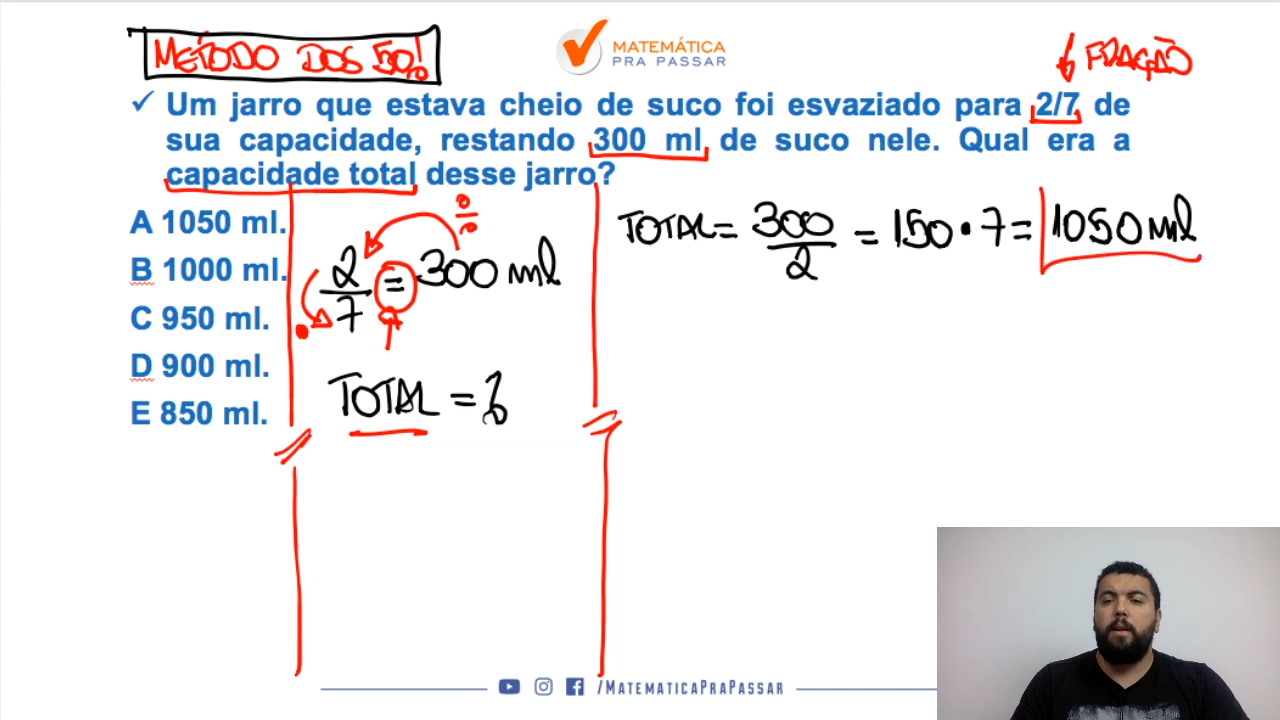 MÉTODO DOS 50%!
MATEMÁTICA
PRA PASSAR
FRAÇÃO
Um jarro que estava cheio de suco foi esvaziado para 2/7 de
sua capacidade, restando 300 ml de suco nele. Qual era a
capacidade total desse jarro?
A 1050 ml.
B 1000 ml.
C 950 ml.
D 900 ml.
E 850 ml.
2/7 = 300 ml
TOTAL = ?
TOTAL = 300/2 = 150 • 7 = 1050 ml
/MATEMATICAPRAPASSAR